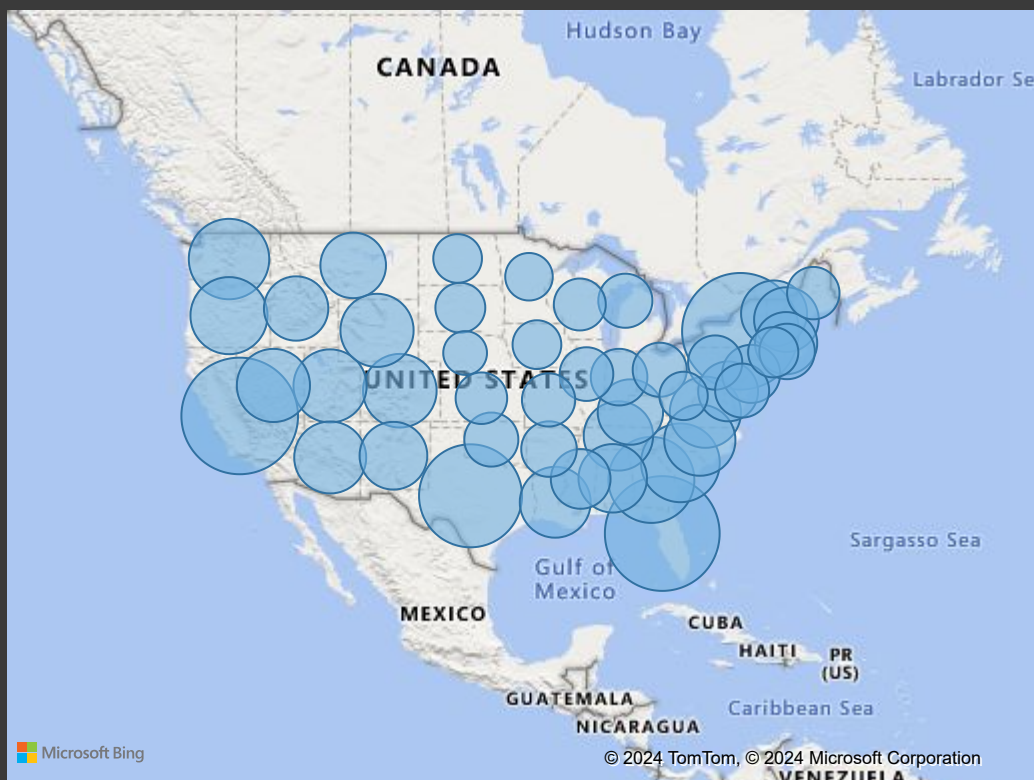 Hudson Bay
CANADA
Labrador Se
UNITED STATES
Sargasso Sea
Gulf of
Mexico
MEXICO
CUBA
HAITI
PR
(US)
GUATEMALA
Caribbean Sea
NICARAGUA
Microsoft Bing
© 2024 TomTom, © 2024 Microsoft Corporation
VENEZUELA